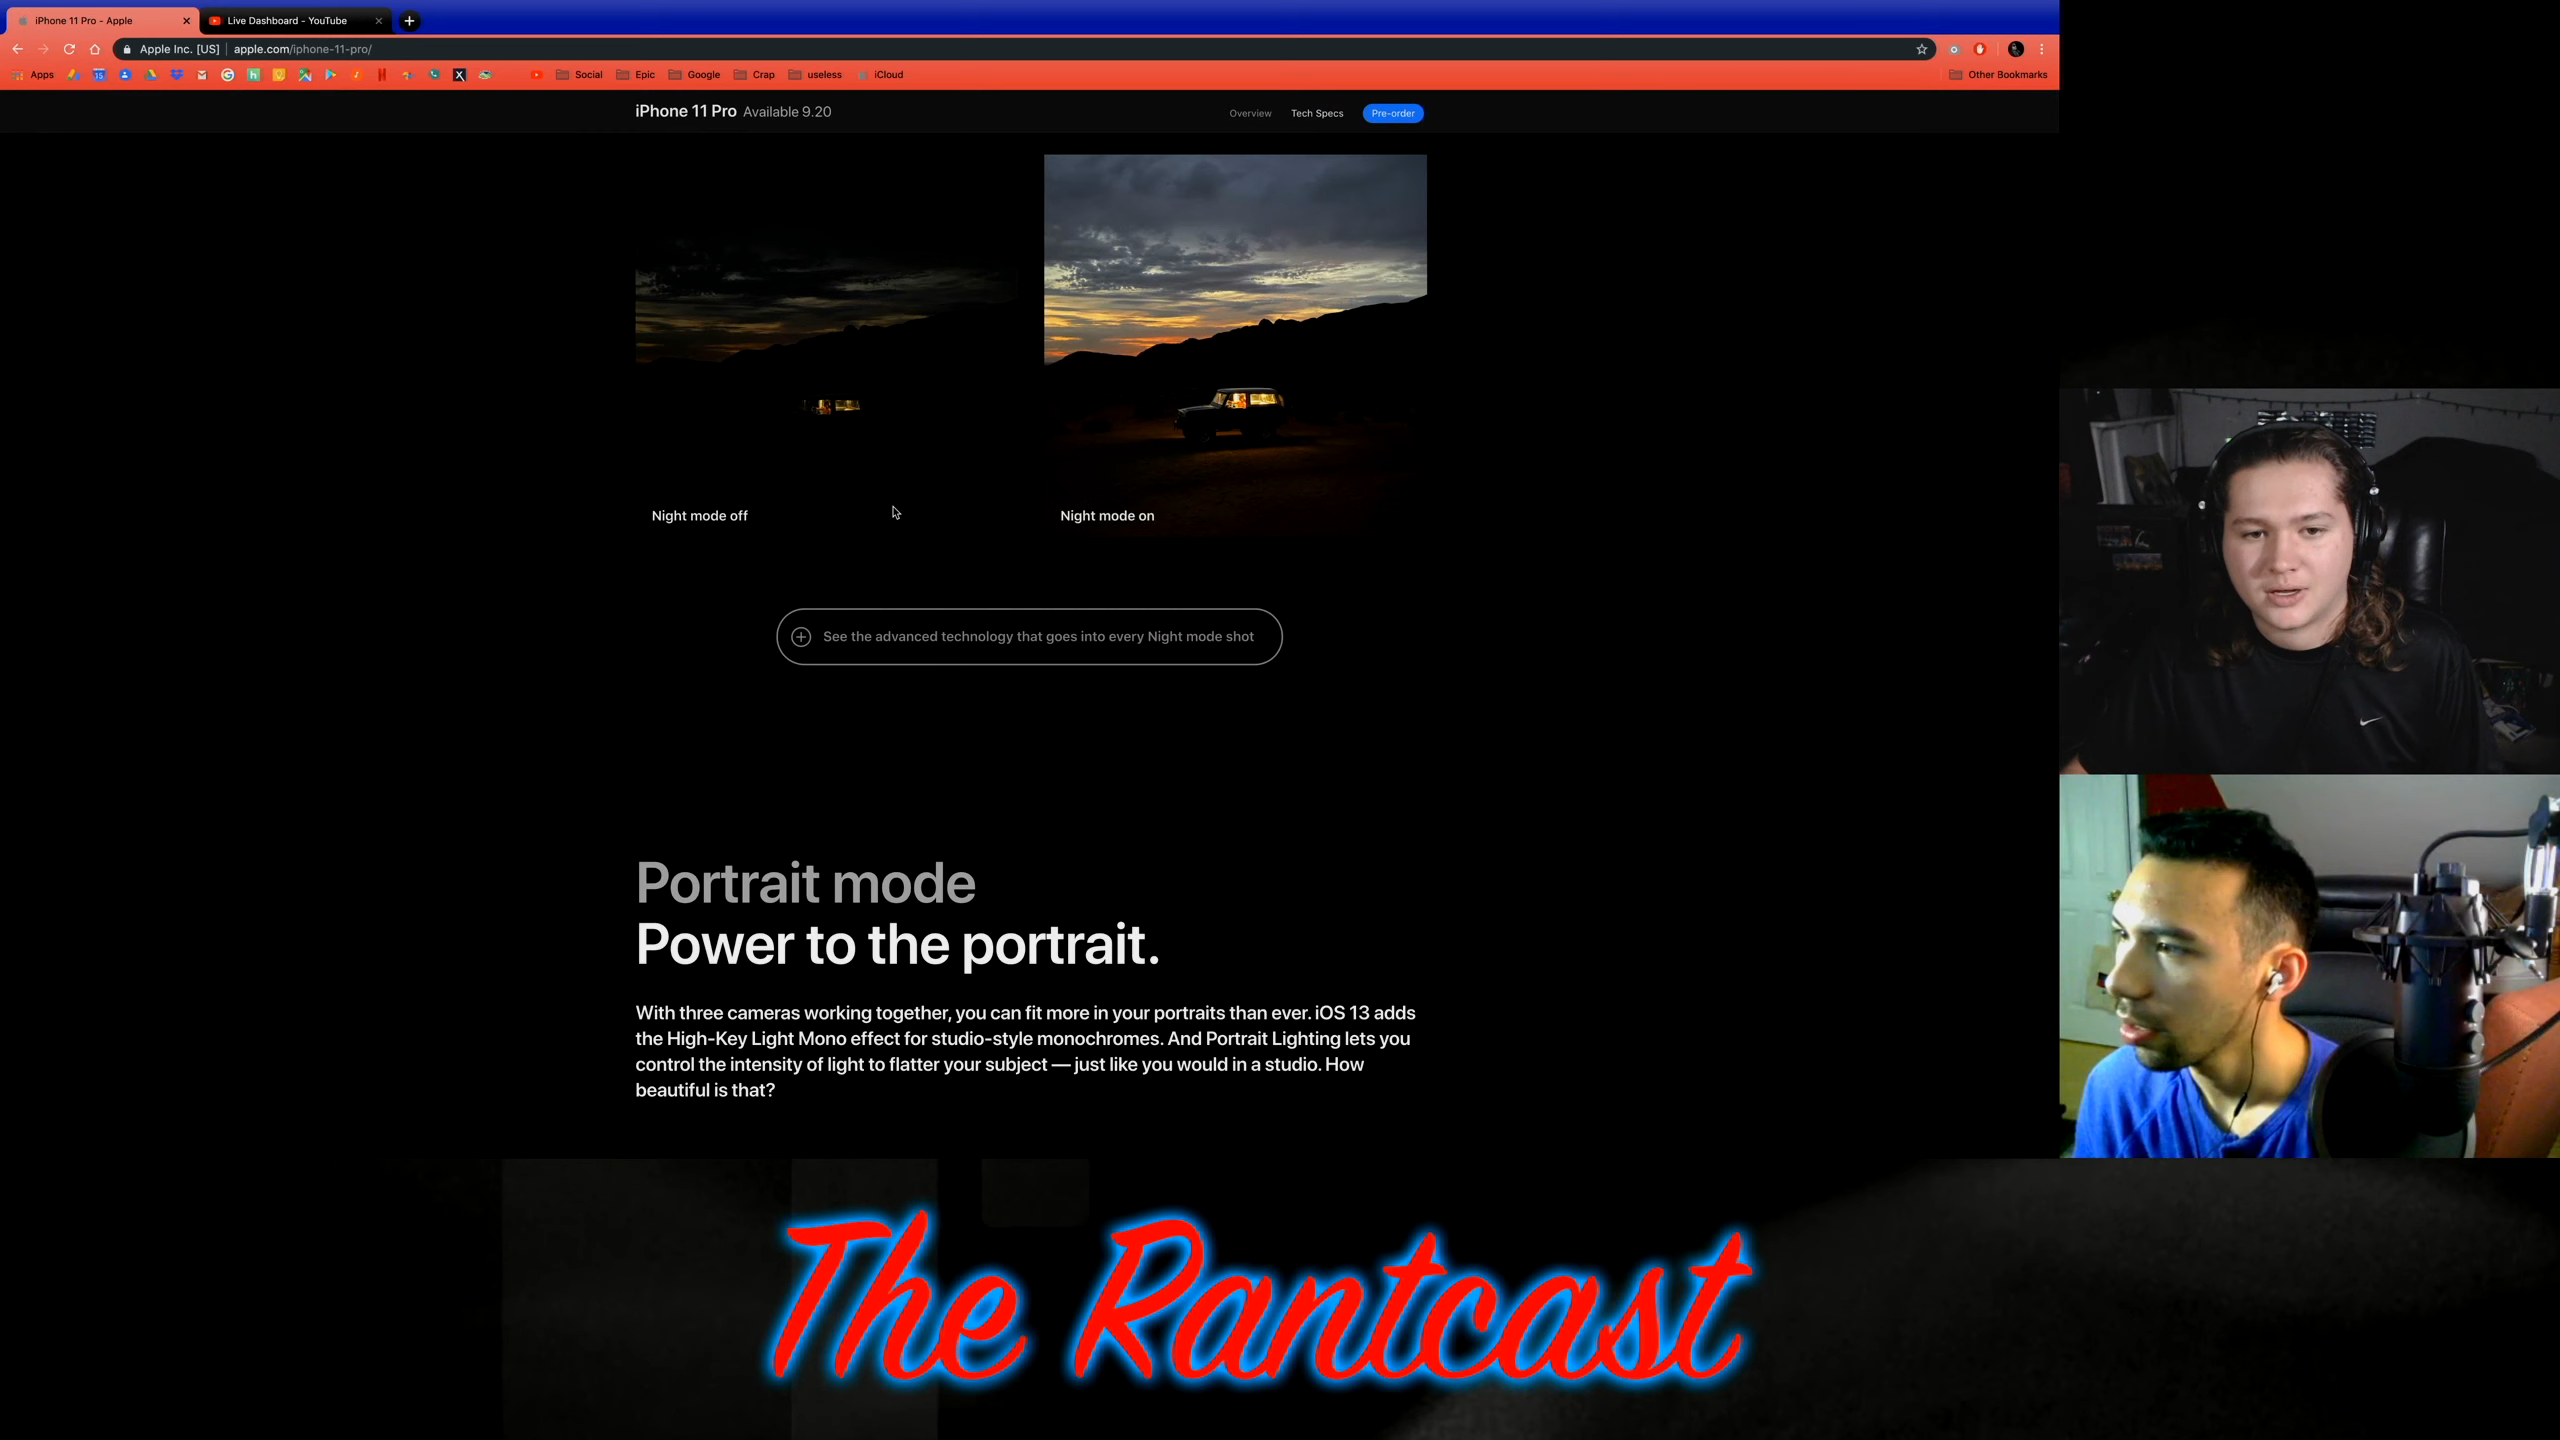 iPhone 11 Pro - Apple
Live Dashboard - YouTube
Apple Inc. [US] | apple.com/iphone-11-pro/
Apps
Social
Epic
Google
Crap
useless
iCloud
Other Bookmarks
iPhone 11 Pro Available 9.20
Overview
Tech Specs
Pre-order
Night mode off
Night mode on
See the advanced technology that goes into every Night mode shot
Portrait mode
Power to the portrait.
With three cameras working together, you can fit more in your portraits than ever. iOS 13 adds
the High-Key Light Mono effect for studio-style monochromes. And Portrait Lighting lets you
control the intensity of light to flatter your subject — just like you would in a studio. How
beautiful is that?
The Rantcast